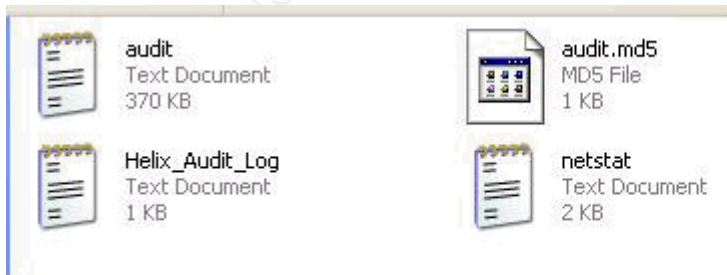 audit
Text Document
370 KB
audit.md5
MD5 File
1 KB
Helix_Audit_Log
Text Document
1 KB
netstat
Text Document
2 KB